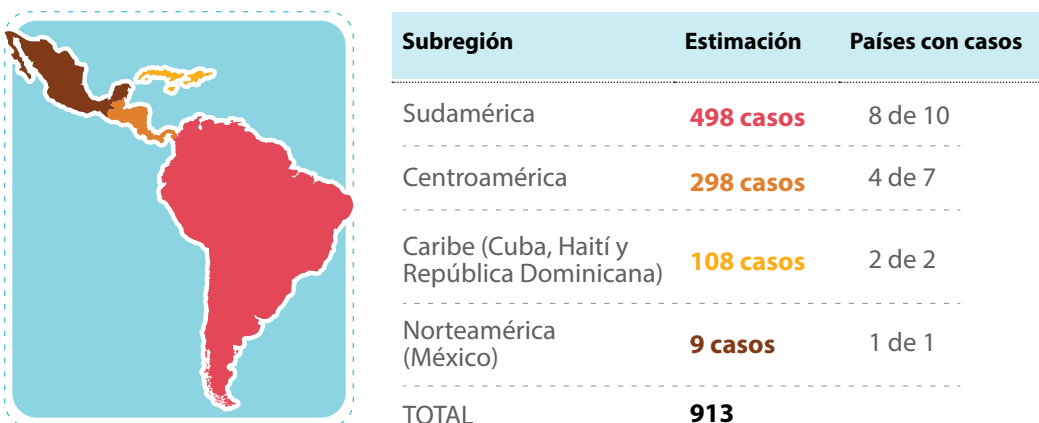 Subregión Estimación Países con casos
Sudamérica 498 casos 8 de 10
Centroamérica 298 casos 4 de 7
Caribe (Cuba, Haití y
República Dominicana) 108 casos 2 de 2
Norteamérica
(México) 9 casos 1 de 1
TOTAL 913